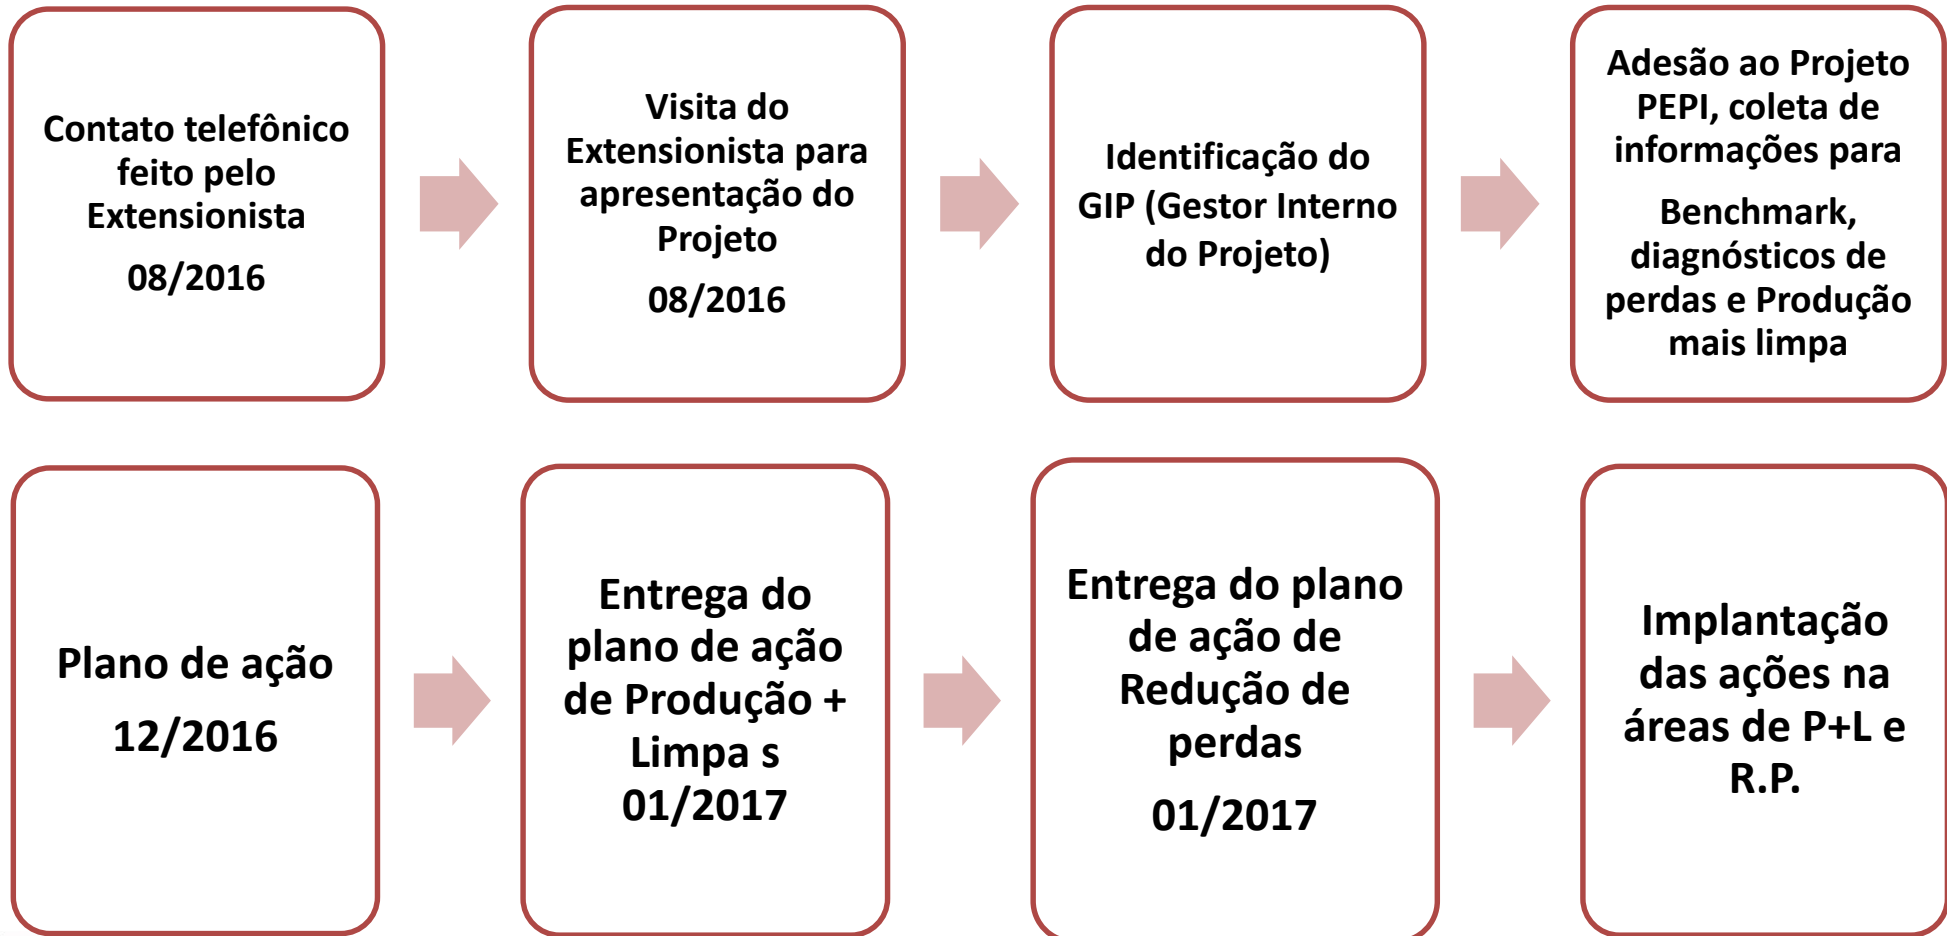 Contato telefônico
feito pelo
Extensionista
08/2016
Visita do
Extensionista para
apresentação do
Projeto
08/2016
Identificação do
GIP (Gestor Interno
do Projeto)
Adesão ao Projeto
PEPI, coleta de
informações para
Benchmark,
diagnósticos de
perdas e Produção
mais limpa
Plano de ação
12/2016
Entrega do
plano de ação
de Produção +
Limpa s
01/2017
Entrega do plano
de ação de
Redução de
perdas
01/2017
Implantação
das ações na
áreas de P+L e
R.P.